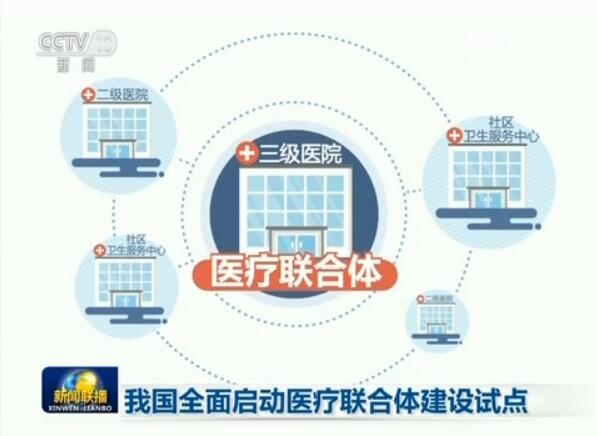 CCTV 13
新闻
二级医院
三级医院
社区
卫生服务中心
社区
卫生服务中心
医疗联合体
二级医院
新闻联播
XINWEN LIANBO
我国全面启动医疗联合体建设试点